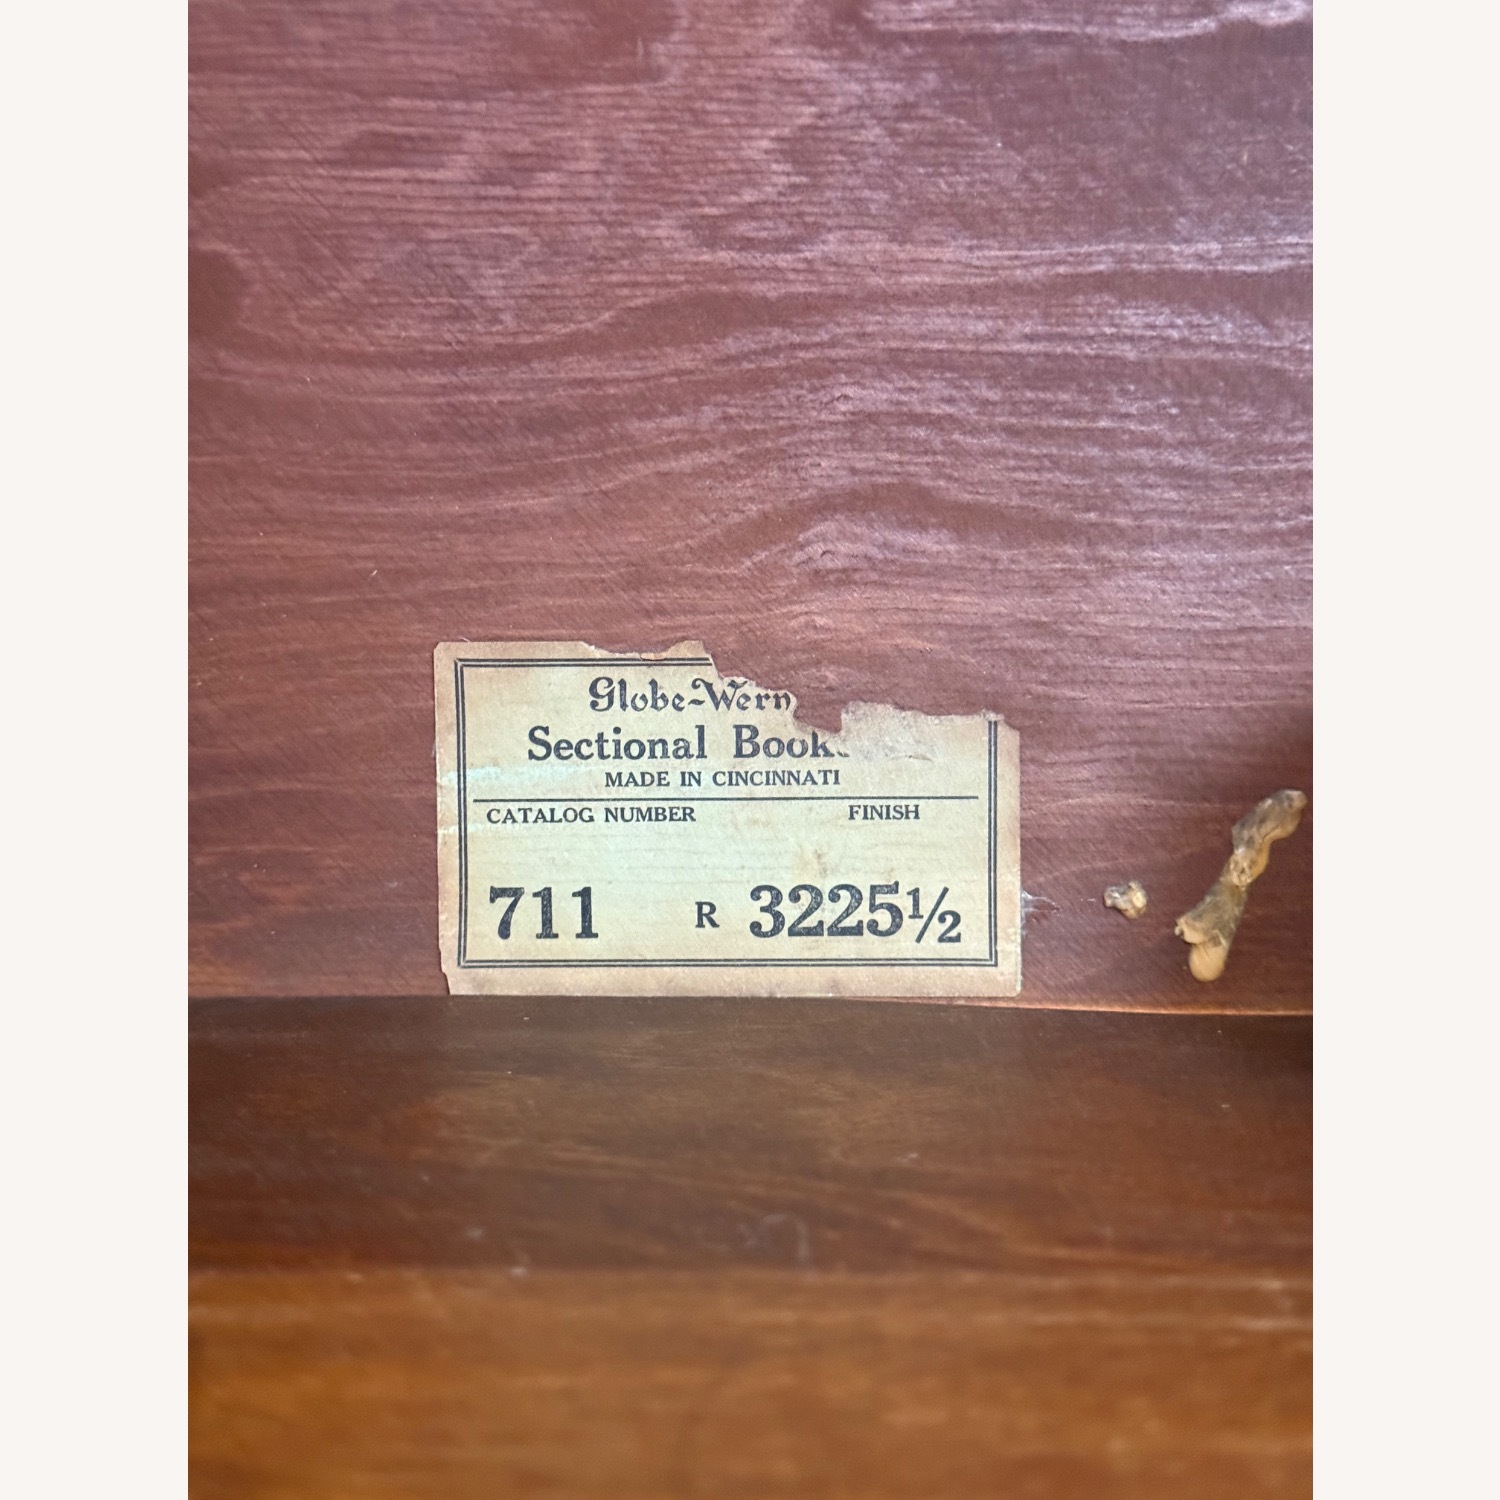 Globe-Wern
Sectional Book
MADE IN CINCINNATI
CATALOG NUMBER FINISH
711 R 3225½